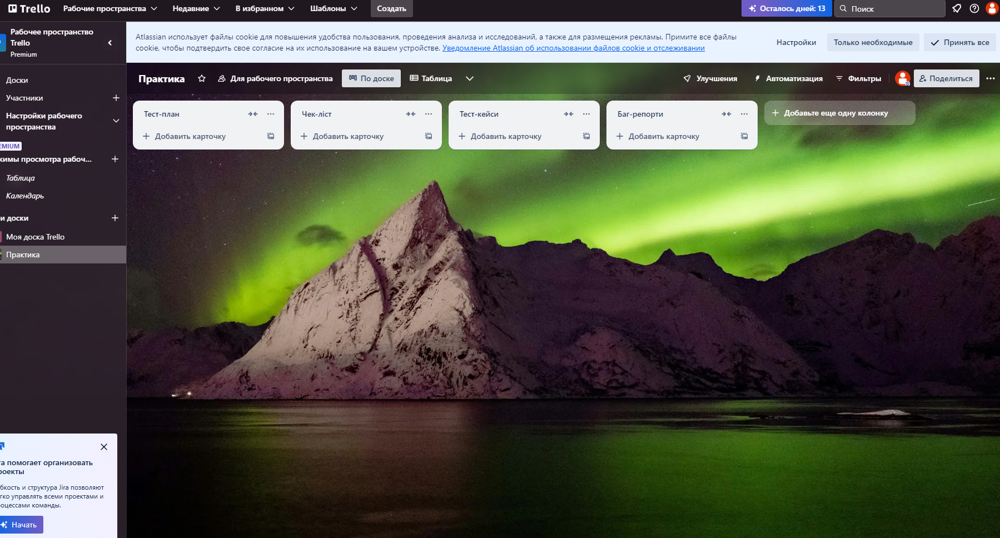 Trello
Рабочие пространства
Недавние
В избранном
Шаблоны
Создать
Осталось дней: 13
Поиск
Рабочее пространство
Trello
Premium
Atlassian использует файлы cookie для повышения удобства пользования, проведения анализа и исследований, а также для размещения рекламы. Примите все файлы
cookie, чтобы подтвердить свое согласие на их использование на вашем устройстве. Уведомление Atlassian об использовании файлов cookie и отслеживании
Настройки
Только необходимые
Принять все
Доски
Участники
Настройки рабочего
пространства
EMIUM
кимы просмотра рабоч...
Таблица
Календарь
и доски
Моя доска Trello
Практика
Практика
Для рабочего пространства
По доске
Таблица
Улучшения
Автоматизация
Фильтры
Поделиться
Тест-план
Добавить карточку
Чек-ліст
Добавить карточку
Тест-кейси
Добавить карточку
Баг-репорти
Добавить карточку
Добавьте еще одну колонку
га помогает организовать
роекты
бкость и структура Jira позволяют
гко управлять всеми проектами и
оцессами команды.
Начать